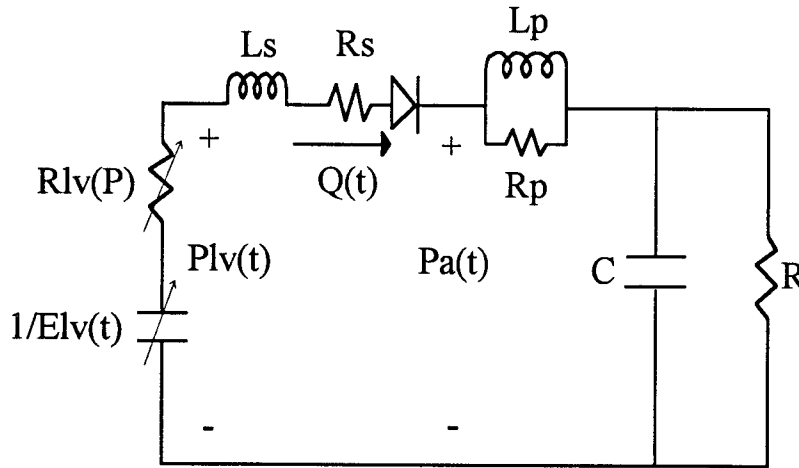 Ls
Rs
Lp
+
+
Rlv(P)
Q(t)
Rp
Plv(t)
Pa(t)
C
R
1/Elv(t)
-
-